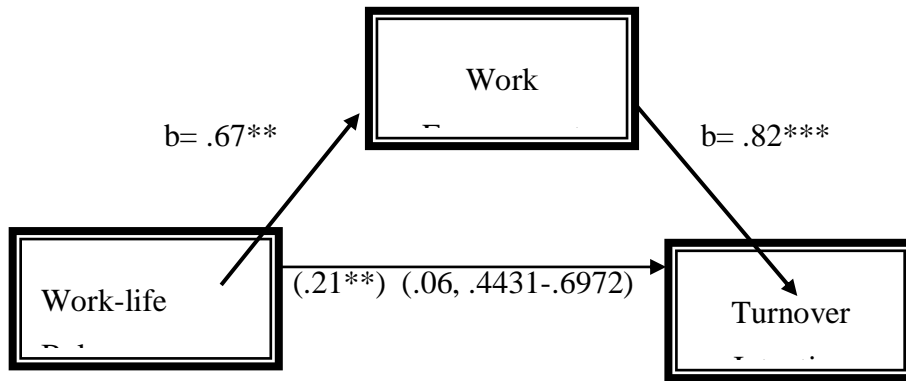 Work
b= .67**
b= .82***
(.21**) (.06, .4431-.6972)
Work-life
Turnover